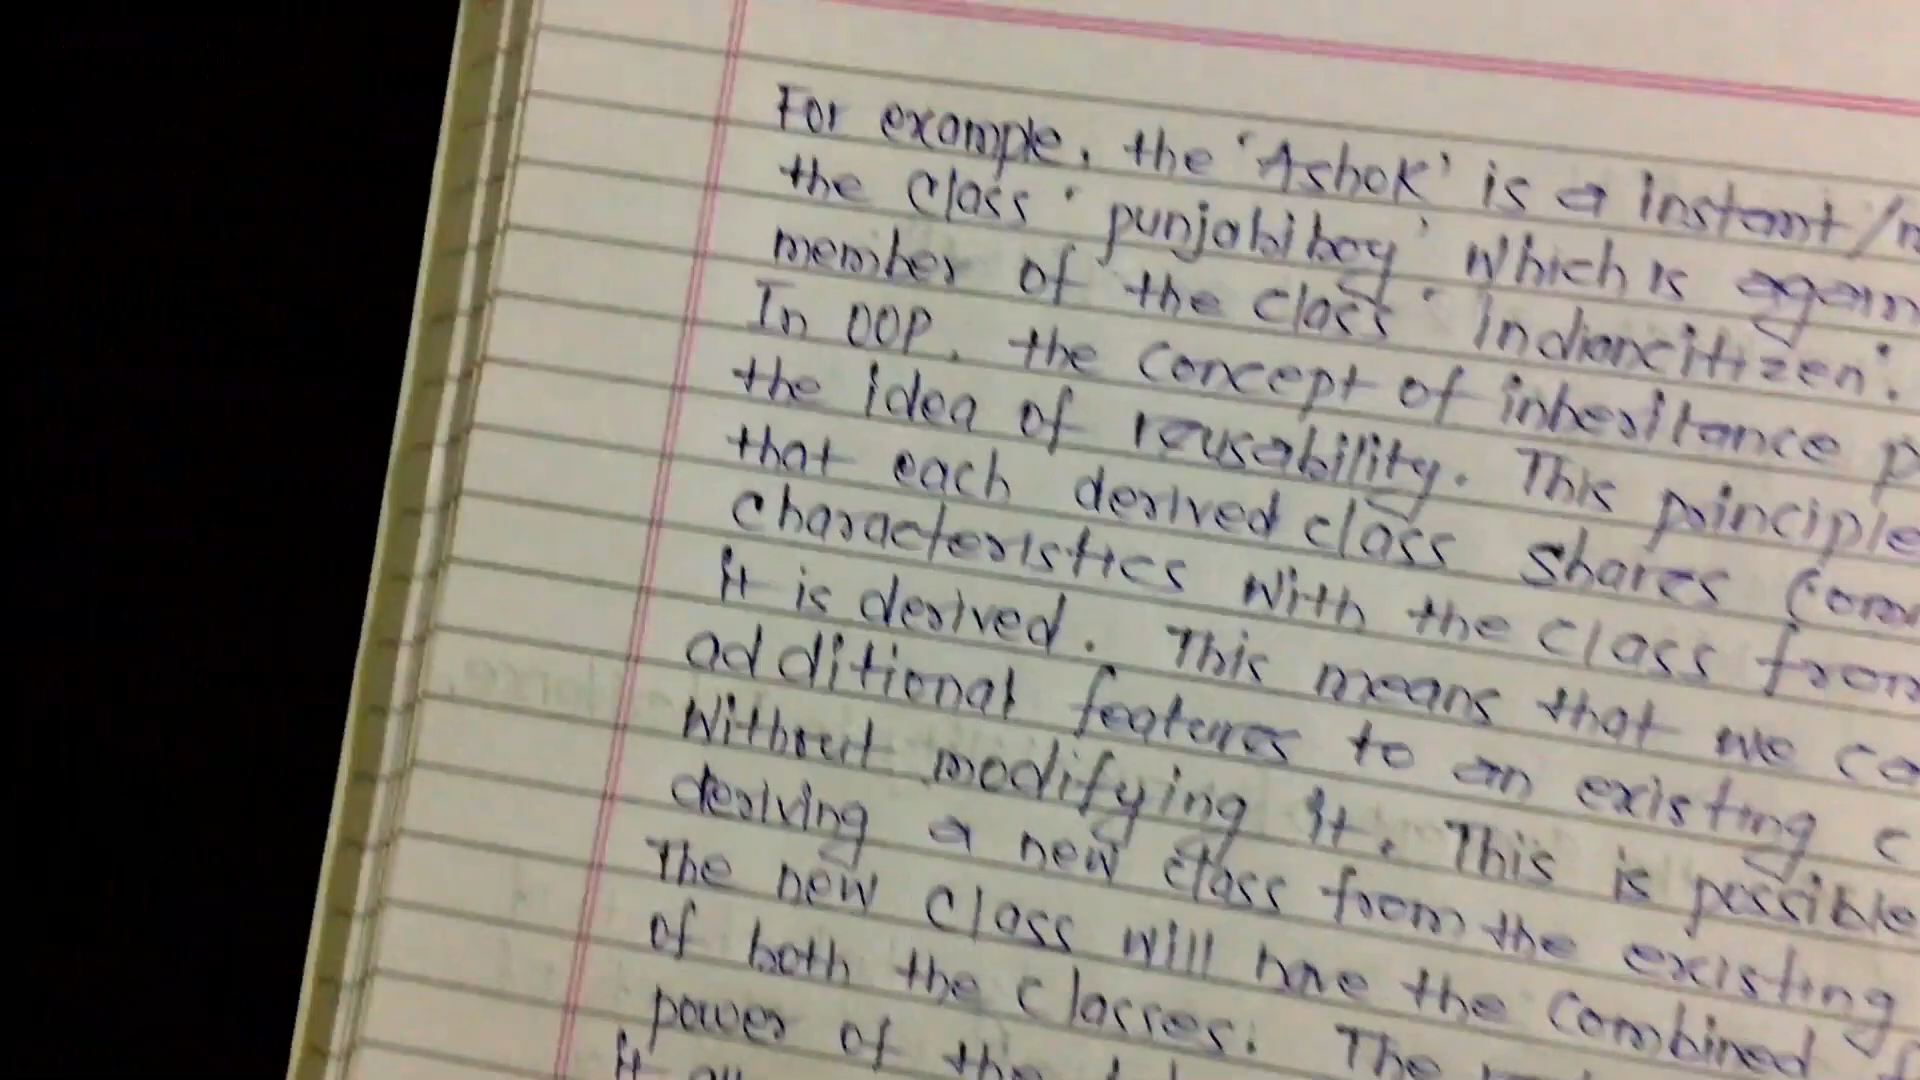 For example, the 'Ashok' is a instant/
the class 'punjabiboy' which is again
member of the class 'indiancitizen'.
In OOP, the concept of inheritance
the idea of reusability. This principle
that each derived class shares
characteristics with the class from
it is derived. This means that we
additional features to an existing
Without modifying it. This is possible
deriving a new class from the existing
The new class will have the combined
of both the classes. The
power of the
it